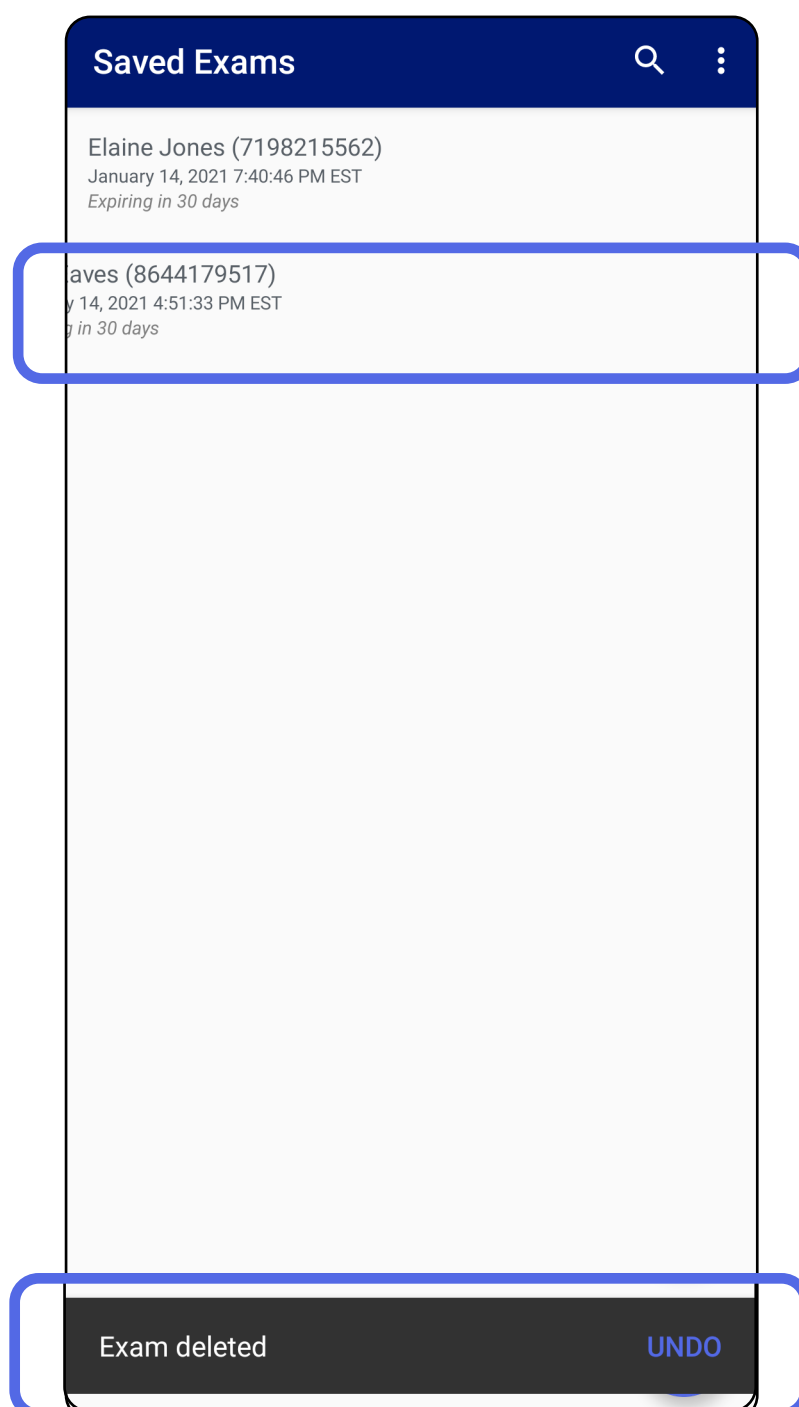 Saved Exams
Elaine Jones (7198215562)
January 14, 2021 7:40:46 PM EST
Expiring in 30 days
aves (8644179517)
y 14, 2021 4:51:33 PM EST
g in 30 days
Exam deleted UNDO